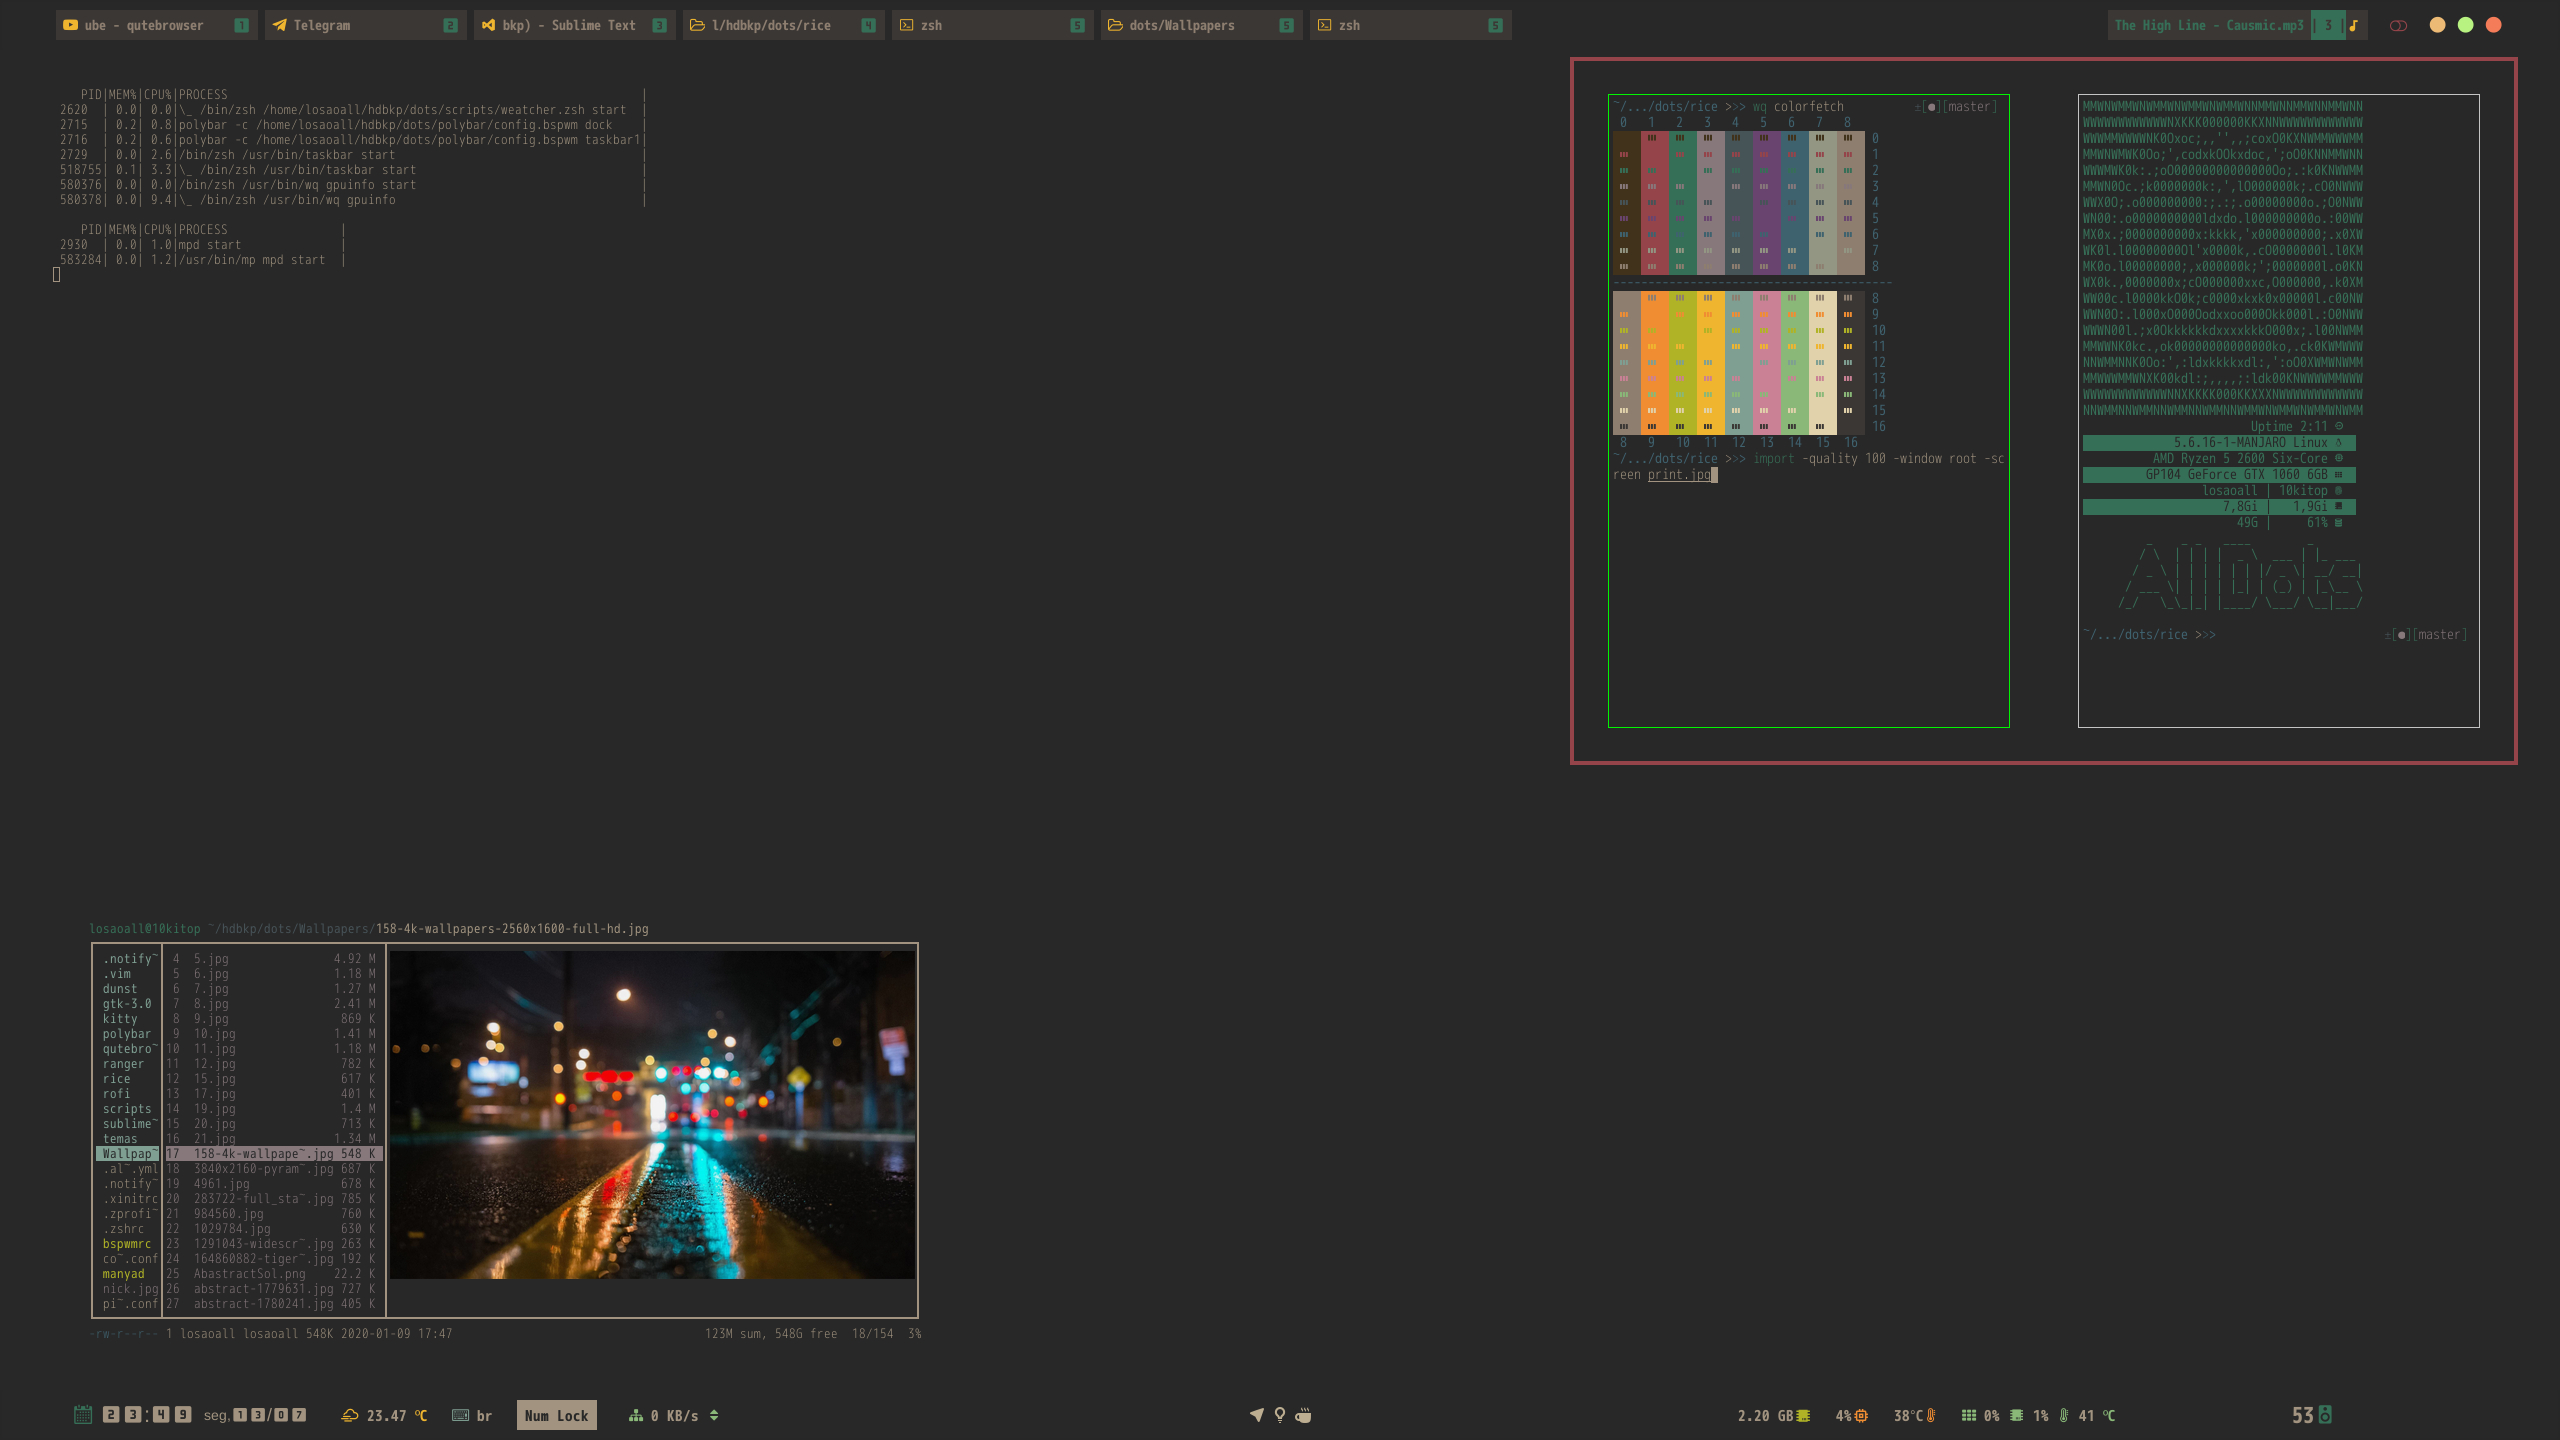 ube - qutebrowser 1
Telegram 2
bkp) - Sublime Text 3
l/hdbkp/dots/rice 4
zsh 5
dots/Wallpapers 5
zsh 5
The High Line - Causmic.mp3 | 3 |
PID|MEM%|CPU%|PROCESS |
2620 | 0.0| 0.0|\_ /bin/zsh /home/losaoall/hdbkp/dots/scripts/weatcher.zsh start |
2715 | 0.2| 0.8|polybar -c /home/losaoall/hdbkp/dots/polybar/config.bspwm dock |
2716 | 0.2| 0.6|polybar -c /home/losaoall/hdbkp/dots/polybar/config.bspwm taskbar1|
2729 | 0.0| 2.6|/bin/zsh /usr/bin/taskbar start |
518755| 0.1| 3.3|\_ /bin/zsh /usr/bin/taskbar start |
580376| 0.0| 0.0|/bin/zsh /usr/bin/wq gpuinfo start |
580378| 0.0| 9.4|\_ /bin/zsh /usr/bin/wq gpuinfo |
PID|MEM%|CPU%|PROCESS |
2930 | 0.0| 1.0|mpd start |
583284| 0.0| 1.2|/usr/bin/mp mpd start |
~/.../dots/rice >>> wq colorfetch ±[●][master]
0 1 2 3 4 5 6 7 8
0
1
2
3
4
5
6
7
8
----------------------------------------
8
9
10
11
12
13
14
15
16
8 9 10 11 12 13 14 15 16
~/.../dots/rice >>> import -quality 100 -window root -sc
reen print.jpg
Uptime 2:11
5.6.16-1-MANJARO Linux
AMD Ryzen 5 2600 Six-Core
GP104 GeForce GTX 1060 6GB
losaoall | 10kitop
7,8Gi | 1,9Gi
49G | 61%
AllDots
~/.../dots/rice >>> ±[●][master]
losaoall@10kitop ~/hdbkp/dots/Wallpapers/158-4k-wallpapers-2560x1600-full-hd.jpg
.notify~ 4 5.jpg 4.92 M
.vim 5 6.jpg 1.18 M
dunst 6 7.jpg 1.27 M
gtk-3.0 7 8.jpg 2.41 M
kitty 8 9.jpg 869 K
polybar 9 10.jpg 1.41 M
qutebro~ 10 11.jpg 1.18 M
ranger 11 12.jpg 782 K
rice 12 15.jpg 617 K
rofi 13 17.jpg 401 K
scripts 14 19.jpg 1.4 M
sublime~ 15 20.jpg 713 K
temas 16 21.jpg 1.34 M
Wallpap~ 17 158-4k-wallpape~.jpg 548 K
.al~.yml 18 3840x2160-pyram~.jpg 687 K
.notify~ 19 4961.jpg 678 K
.xinitrc 20 283722-full_sta~.jpg 785 K
.zprofi~ 21 984560.jpg 760 K
.zshrc 22 1029784.jpg 630 K
bspwmrc 23 1291043-widescr~.jpg 263 K
co~.conf 24 164860882-tiger~.jpg 192 K
manyad 25 AbastractSol.png 22.2 K
nick.jpg 26 abstract-1779631.jpg 727 K
pi~.conf 27 abstract-1780241.jpg 405 K
-rw-r--r-- 1 losaoall losaoall 548K 2020-01-09 17:47 123M sum, 548G free 18/154 3%
23:49 seg,13/07 23.47 °C br Num Lock 0 KB/s 2.20 GB 4% 38°C 0% 1% 41 °C 53